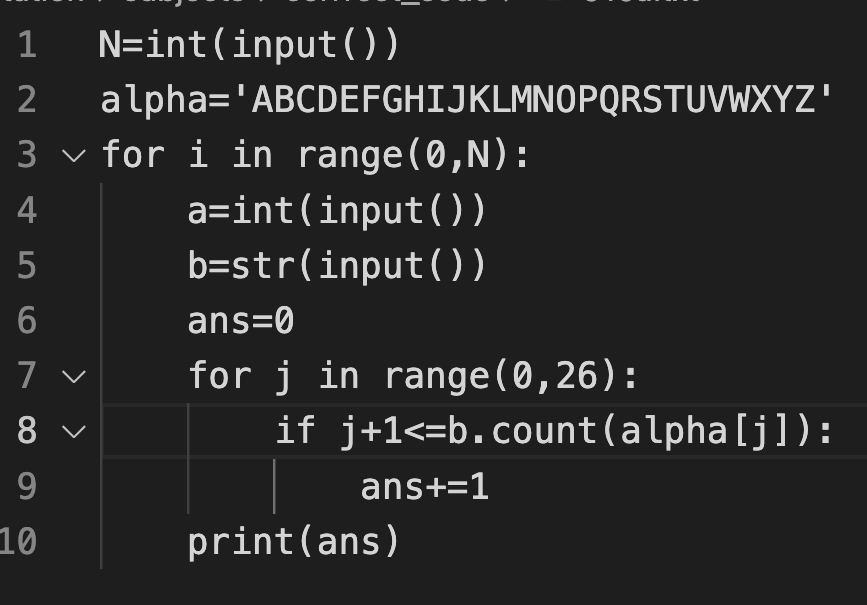 1 N=int(input())
2 alpha='ABCDEFGHIJKLMNOPQRSTUVWXYZ'
3 for i in range(0,N):
4 a=int(input())
5 b=str(input())
6 ans=0
7 for j in range(0,26):
8 if j+1<=b.count(alpha[j]):
9 ans+=1
10 print(ans)